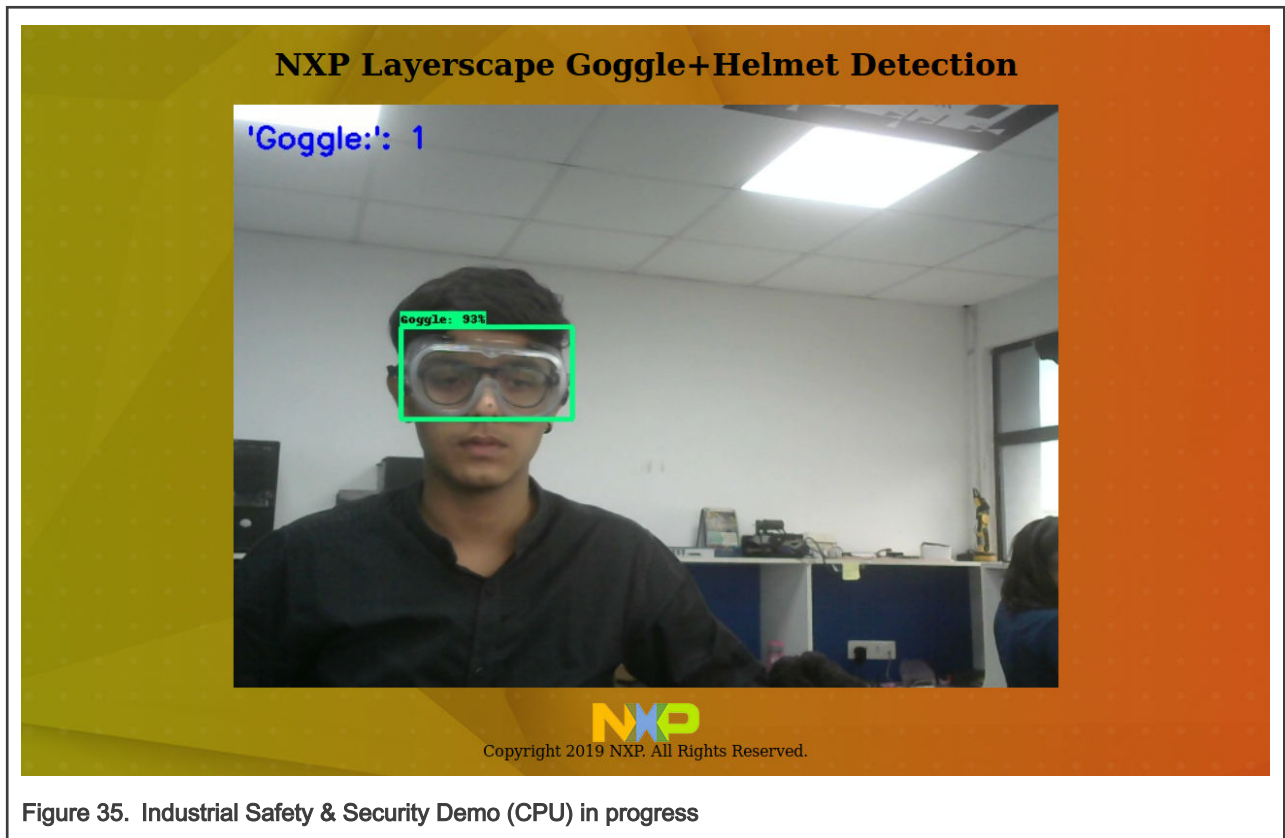 NXP Layerscape Goggle+Helmet Detection
'Goggle:': 1
Goggle: 93%
NXP
Copyright 2019 NXP. All Rights Reserved.
Figure 35. Industrial Safety & Security Demo (CPU) in progress